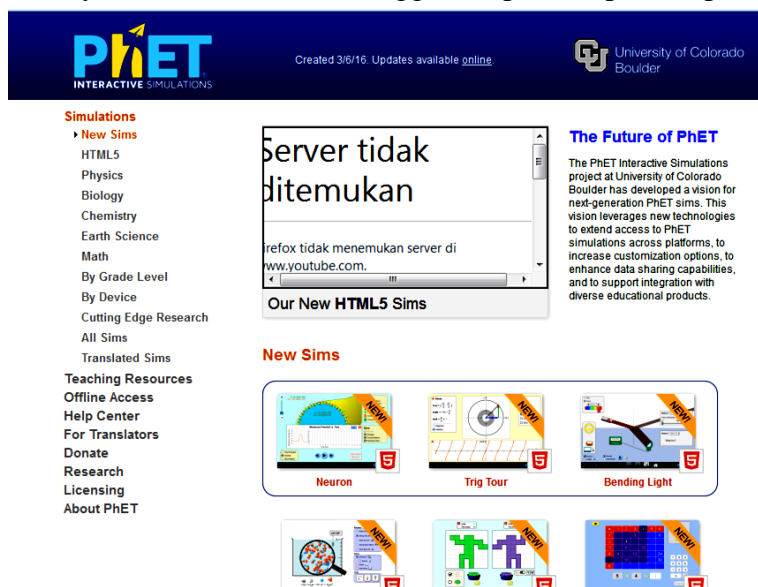 PhET
INTERACTIVE SIMULATIONS
Created 3/6/16. Updates available online.
University of Colorado
Boulder
Simulations
New Sims
HTML5
Physics
Biology
Chemistry
Earth Science
Math
By Grade Level
By Device
Cutting Edge Research
All Sims
Translated Sims
Teaching Resources
Offline Access
Help Center
For Translators
Donate
Research
Licensing
About PhET
Server tidak
ditemukan
irefox tidak menemukan server di
www.youtube.com.
Our New HTML5 Sims
The Future of PhET
The PhET Interactive Simulations
project at University of Colorado
Boulder has developed a vision for
next-generation PhET sims. This
vision leverages new technologies
to extend access to PhET
simulations across platforms, to
increase customization options, to
enhance data sharing capabilities,
and to support integration with
diverse educational products.
New Sims
NEW!
5
Neuron
NEW!
5
Trig Tour
NEW!
5
Bending Light
NEW!
5
NEW!
5
NEW!
5